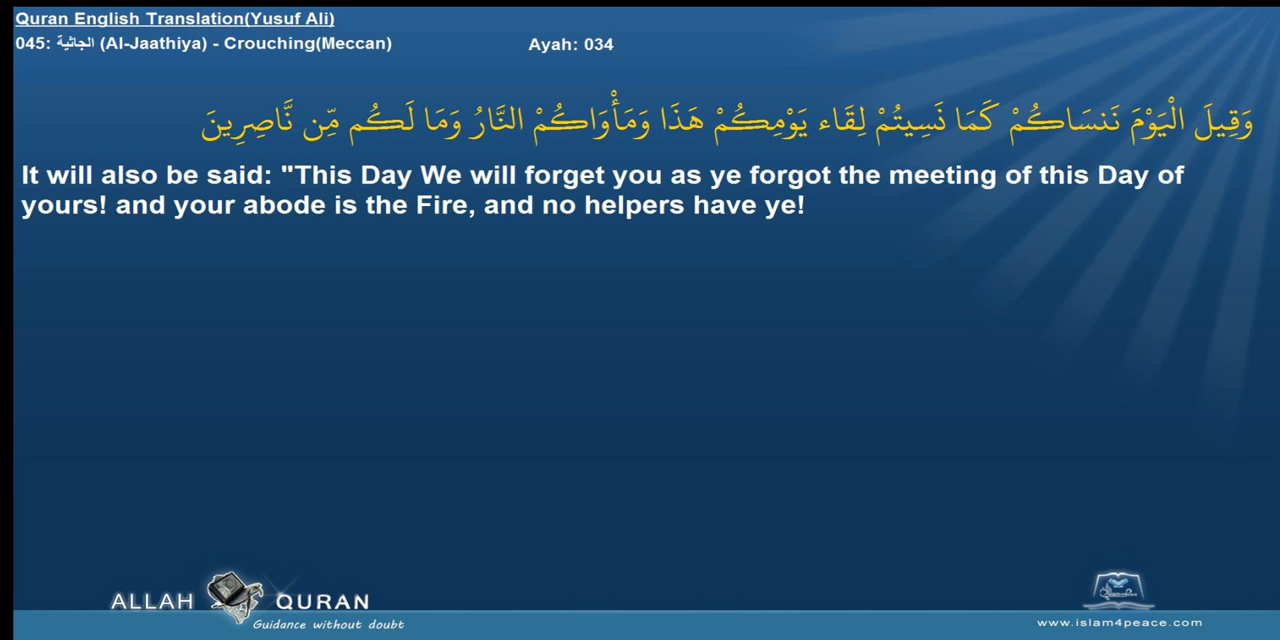 Quran English Translation(Yusuf Ali)
045: الجاثية (Al-Jaathiya) - Crouching(Meccan) Ayah: 034
وَقِيلَ الْيَوْمَ نَنسَاكُمْ كَمَا نَسِيتُمْ لِقَاء يَوْمِكُمْ هَذَا وَمَأْوَاكُمْ النَّارُ وَمَا لَكُم مِّن نَّاصِرِينَ
It will also be said: "This Day We will forget you as ye forgot the meeting of this Day of
yours! and your abode is the Fire, and no helpers have ye!
ALLAH QURAN
Guidance without doubt
www.islam4peace.com